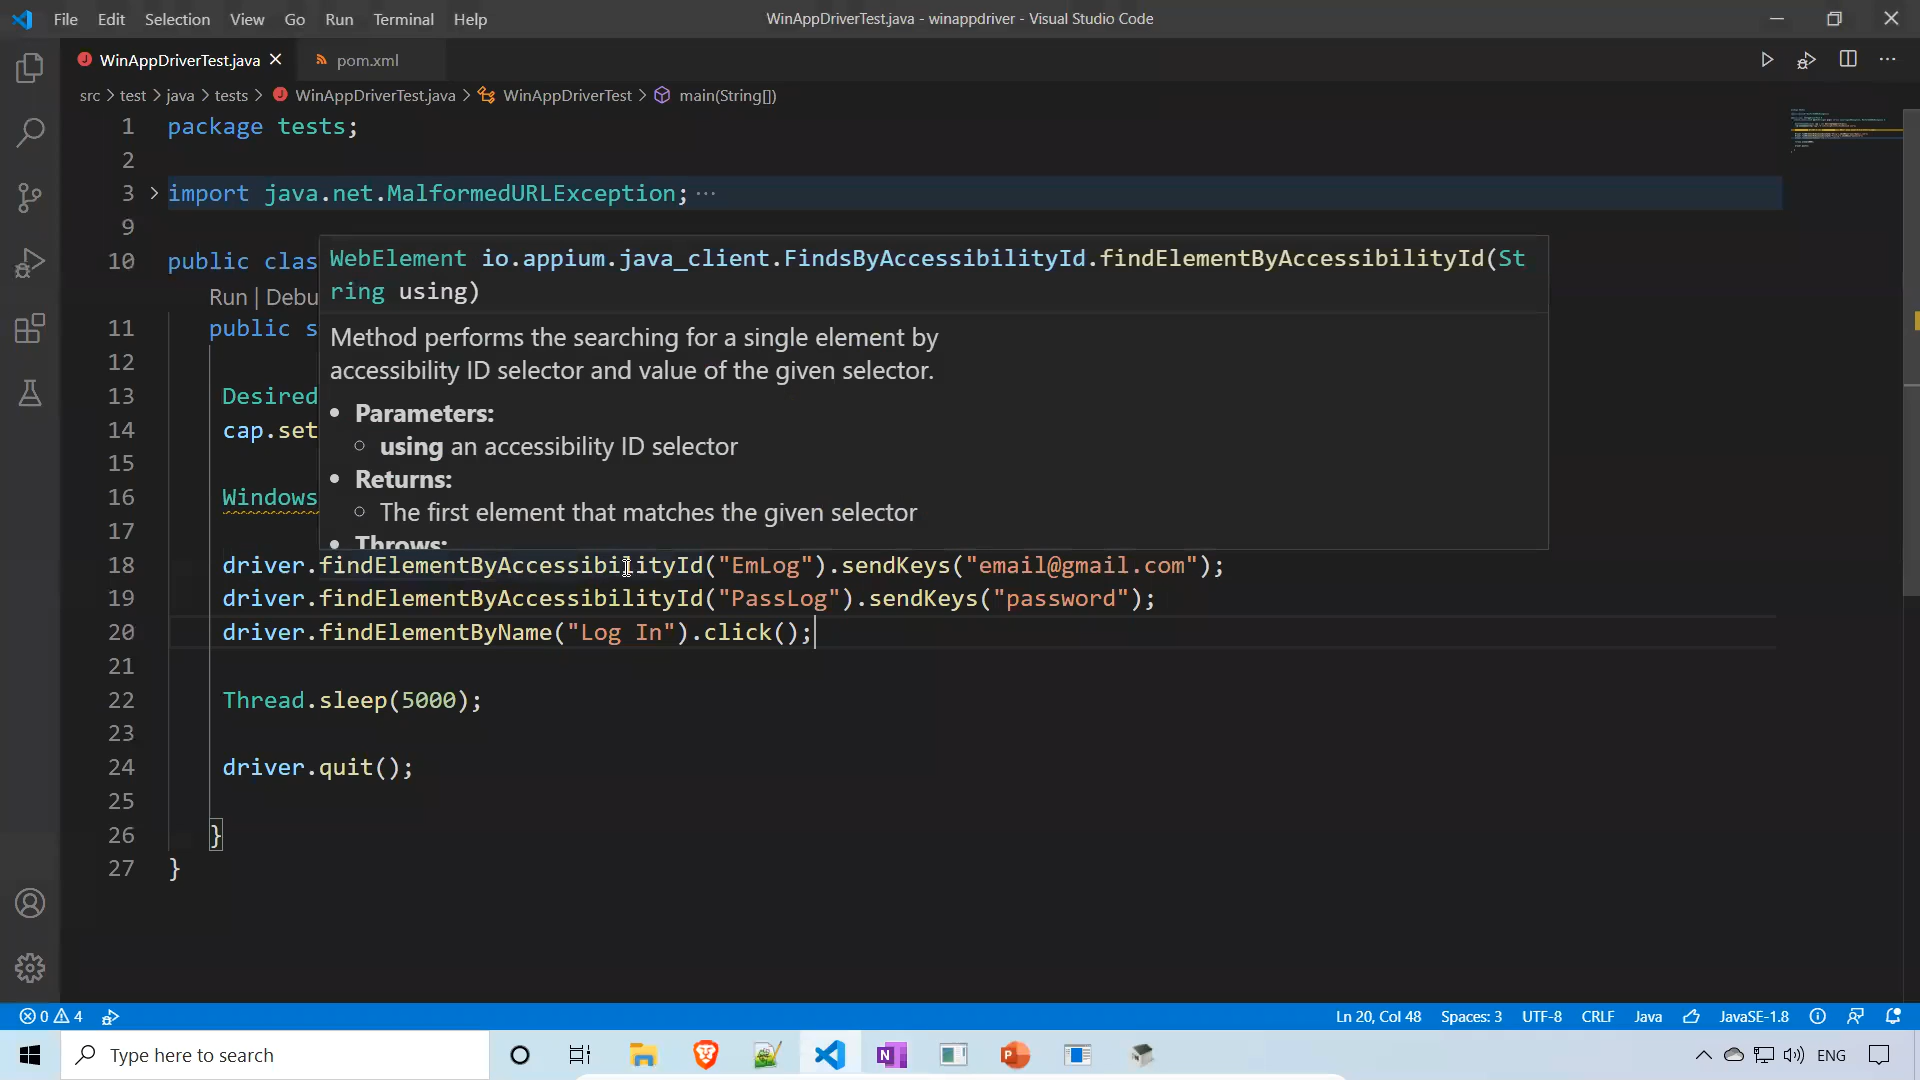 File Edit Selection View Go Run Terminal Help
WinAppDriverTest.java - winappdriver - Visual Studio Code
WinAppDriverTest.java
pom.xml
src > test > java > tests > WinAppDriverTest.java > WinAppDriverTest > main(String[])
1 package tests;
2
3 import java.net.MalformedURLException; ···
9
10 public clas
Run | Debu
11 public s
12
13 Desired
14 cap.set
15
16 Windows
17
WebElement io.appium.java_client.FindsByAccessibilityId.findElementByAccessibilityId(St
ring using)
Method performs the searching for a single element by
accessibility ID selector and value of the given selector.
Parameters:
using an accessibility ID selector
Returns:
The first element that matches the given selector
Throws:
18 driver.findElementByAccessibilityId("EmLog").sendKeys("email@gmail.com");
19 driver.findElementByAccessibilityId("PassLog").sendKeys("password");
20 driver.findElementByName("Log In").click();
21
22 Thread.sleep(5000);
23
24 driver.quit();
25
26 }
27 }
0 4
Ln 20, Col 48 Spaces: 3 UTF-8 CRLF Java JavaSE-1.8
Type here to search
ENG